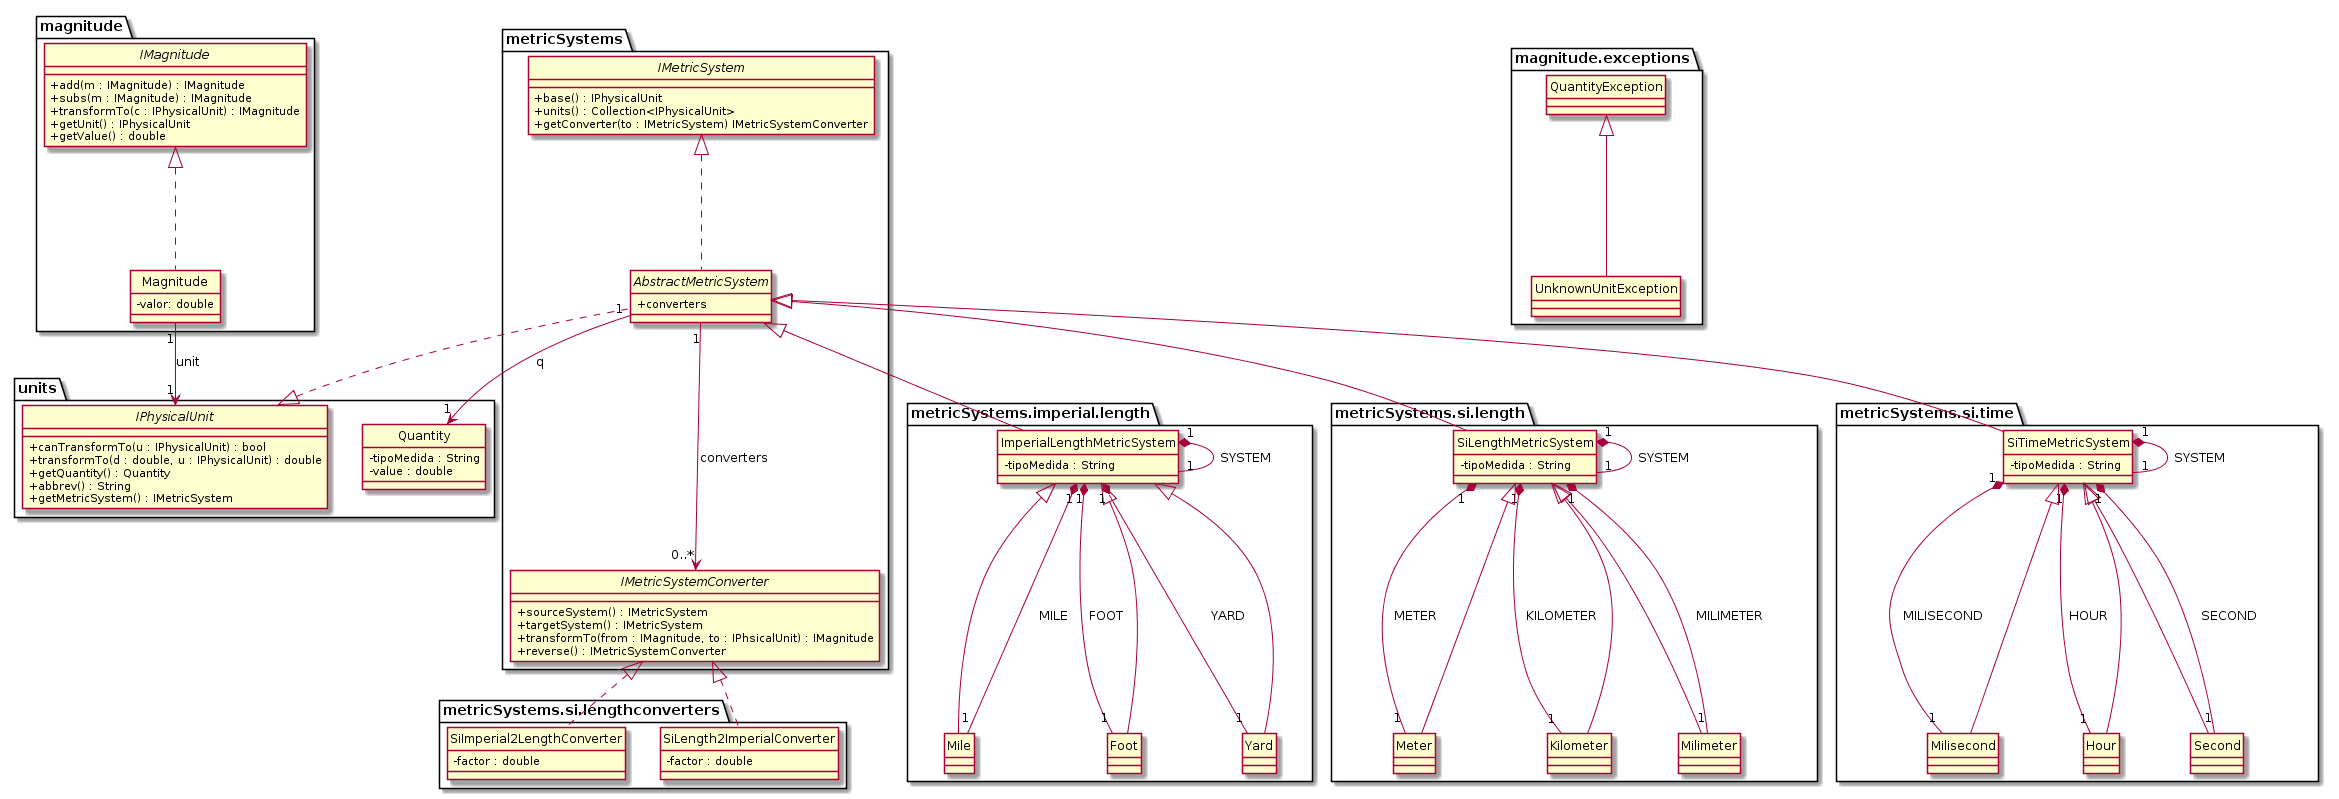 magnitude
IMagnitude
+add(m : IMagnitude) : IMagnitude
+subs(m : IMagnitude) : IMagnitude
+transformTo(c : IPhysicalUnit) : IMagnitude
+getUnit() : IPhysicalUnit
+getValue() : double
Magnitude
-valor: double
1
unit
1
units
IPhysicalUnit
+canTransformTo(u : IPhysicalUnit) : bool
+transformTo(d : double, u : IPhysicalUnit) : double
+getQuantity() : Quantity
+abbrev() : String
+getMetricSystem() : IMetricSystem
Quantity
-tipoMedida : String
-value : double
metricSystems
IMetricSystem
+base() : IPhysicalUnit
+units() : Collection<IPhysicalUnit>
+getConverter(to : IMetricSystem) IMetricSystemConverter
AbstractMetricSystem
+converters
1
q
1
1
converters
0..*
IMetricSystemConverter
+sourceSystem() : IMetricSystem
+targetSystem() : IMetricSystem
+transformTo(from : IMagnitude, to : IPhsicalUnit) : IMagnitude
+reverse() : IMetricSystemConverter
metricSystems.si.lengthconverters
SiImperial2LengthConverter
-factor : double
SiLength2ImperialConverter
-factor : double
magnitude.exceptions
QuantityException
UnknownUnitException
metricSystems.imperial.length
ImperialLengthMetricSystem
-tipoMedida : String
1
1
SYSTEM
1
1
1
MILE
FOOT
YARD
1
1
1
Mile
Foot
Yard
metricSystems.si.length
SiLengthMetricSystem
-tipoMedida : String
1
1
SYSTEM
1
1
1
METER
KILOMETER
MILIMETER
1
1
1
Meter
Kilometer
Milimeter
metricSystems.si.time
SiTimeMetricSystem
-tipoMedida : String
1
1
SYSTEM
1
1
1
MILISECOND
HOUR
SECOND
1
1
1
Milisecond
Hour
Second